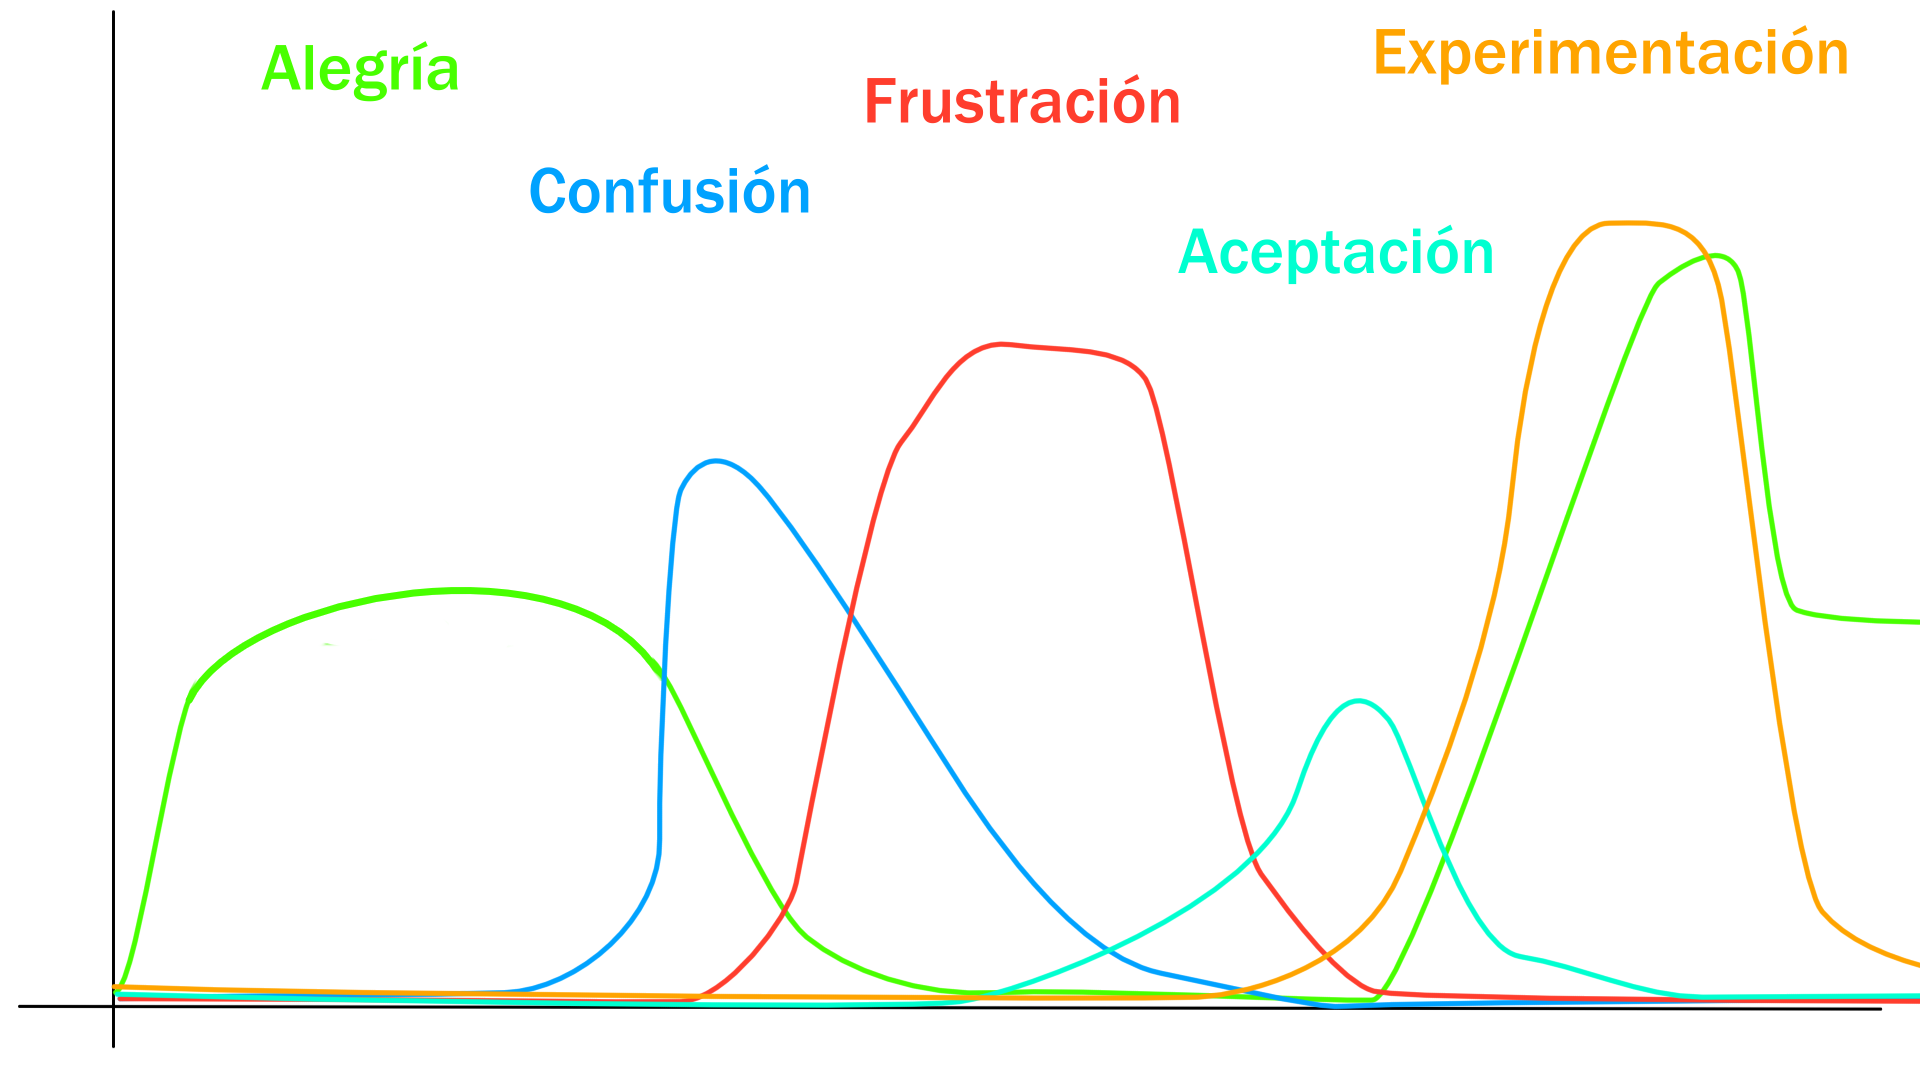 Alegría
Confusión
Frustración
Aceptación
Experimentación